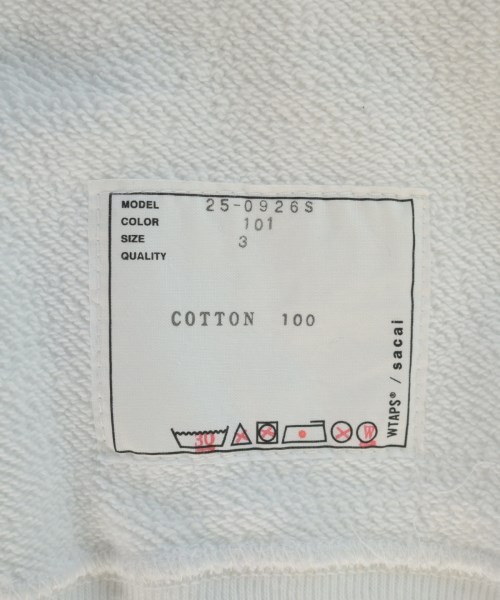 MODEL 25-0926S
COLOR 101
SIZE 3
QUALITY
COTTON 100
30
W
WTAPS® / sacai